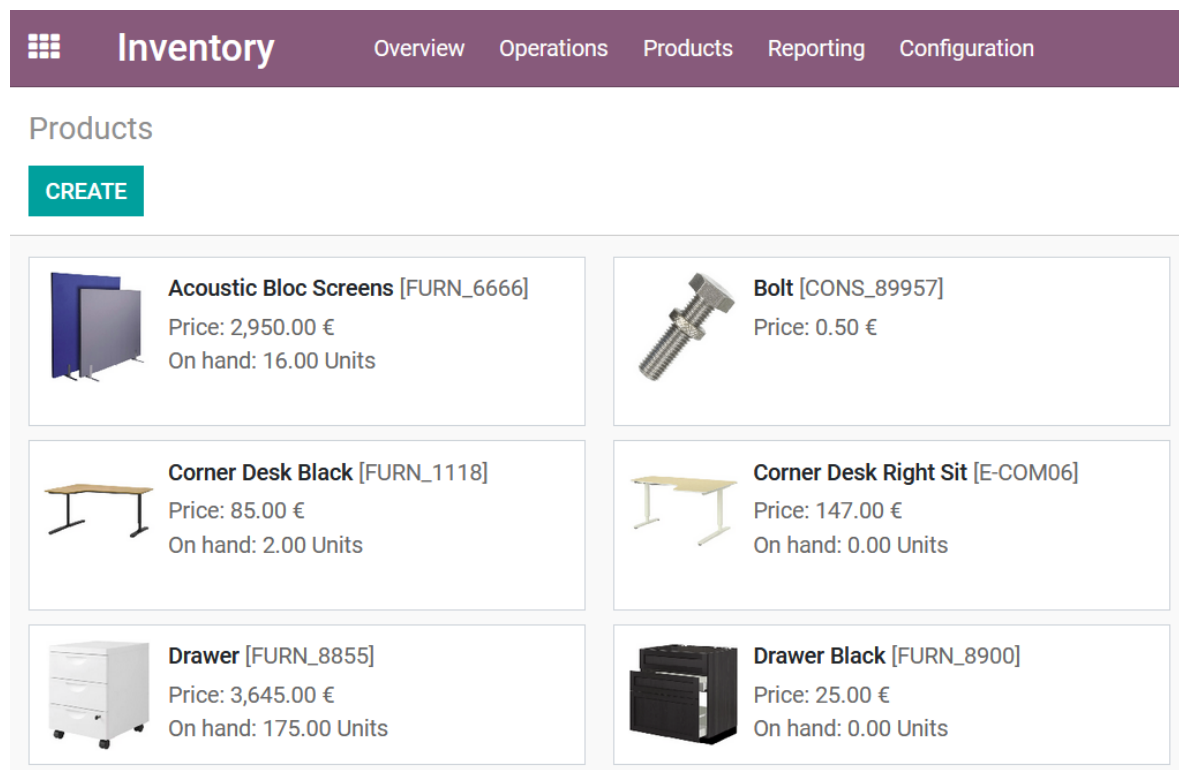 Inventory Overview Operations Products Reporting Configuration
Products
CREATE
Acoustic Bloc Screens [FURN_6666]
Price: 2,950.00 €
On hand: 16.00 Units
Bolt [CONS_89957]
Price: 0.50 €
Corner Desk Black [FURN_1118]
Price: 85.00 €
On hand: 2.00 Units
Corner Desk Right Sit [E-COM06]
Price: 147.00 €
On hand: 0.00 Units
Drawer [FURN_8855]
Price: 3,645.00 €
On hand: 175.00 Units
Drawer Black [FURN_8900]
Price: 25.00 €
On hand: 0.00 Units